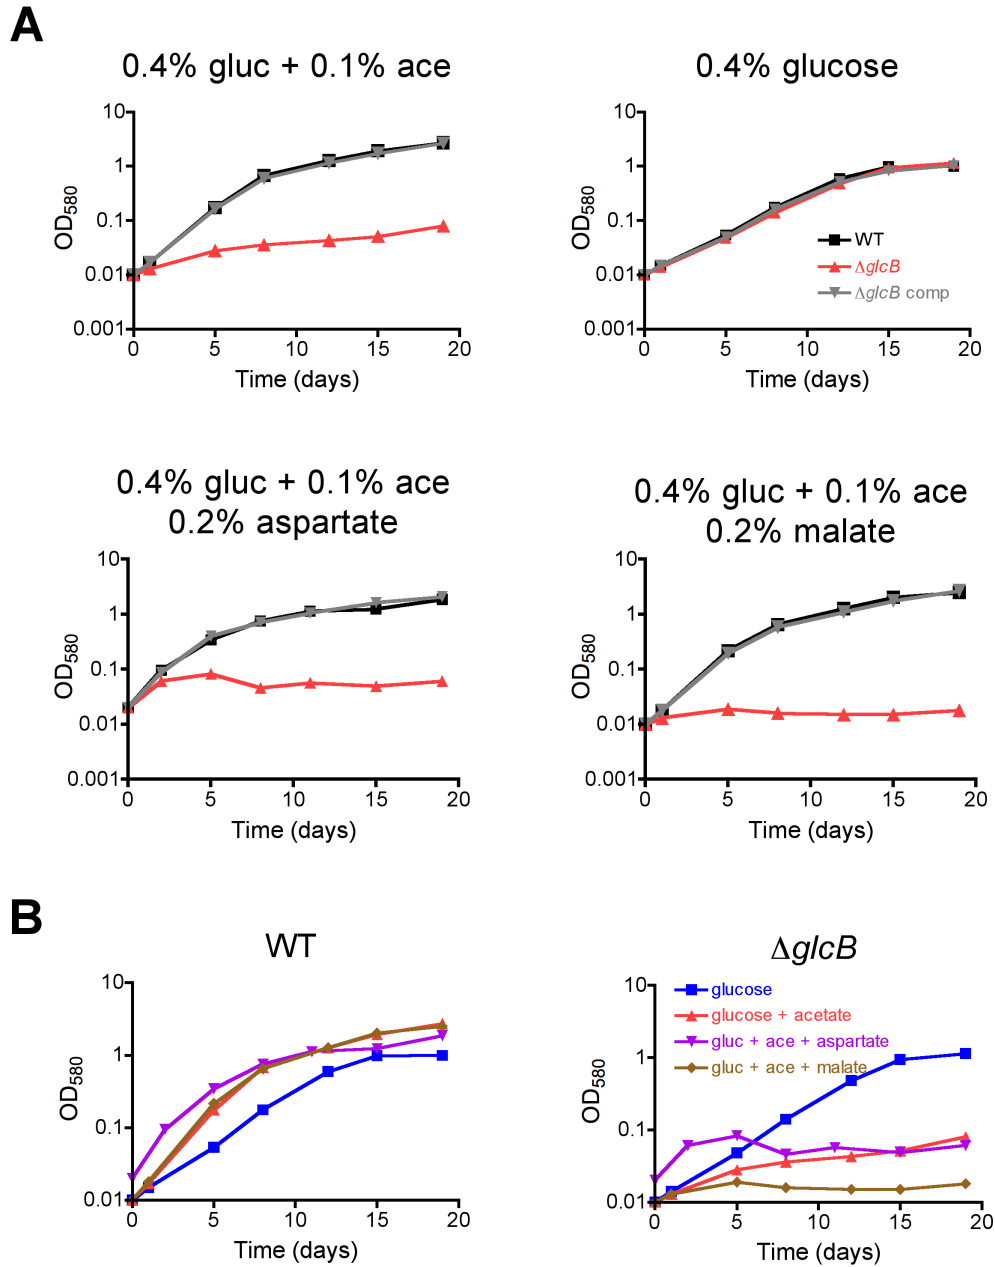 A
0.4% gluc + 0.1% ace
10
1
0.1
0.01
0.001
OD580
0
5
10
15
20
Time (days)
0.4% glucose
10
1
0.1
0.01
0.001
OD580
WT
ΔglcB
ΔglcB comp
0
5
10
15
20
Time (days)
0.4% gluc + 0.1% ace
0.2% aspartate
10
1
0.1
0.01
0.001
OD580
0
5
10
15
20
Time (days)
0.4% gluc + 0.1% ace
0.2% malate
10
1
0.1
0.01
0.001
OD580
0
5
10
15
20
Time (days)
B
WT
10
1
0.1
0.01
OD580
0
5
10
15
20
Time (days)
ΔglcB
10
1
0.1
0.01
OD580
glucose
glucose + acetate
gluc + ace + aspartate
gluc + ace + malate
0
5
10
15
20
Time (days)